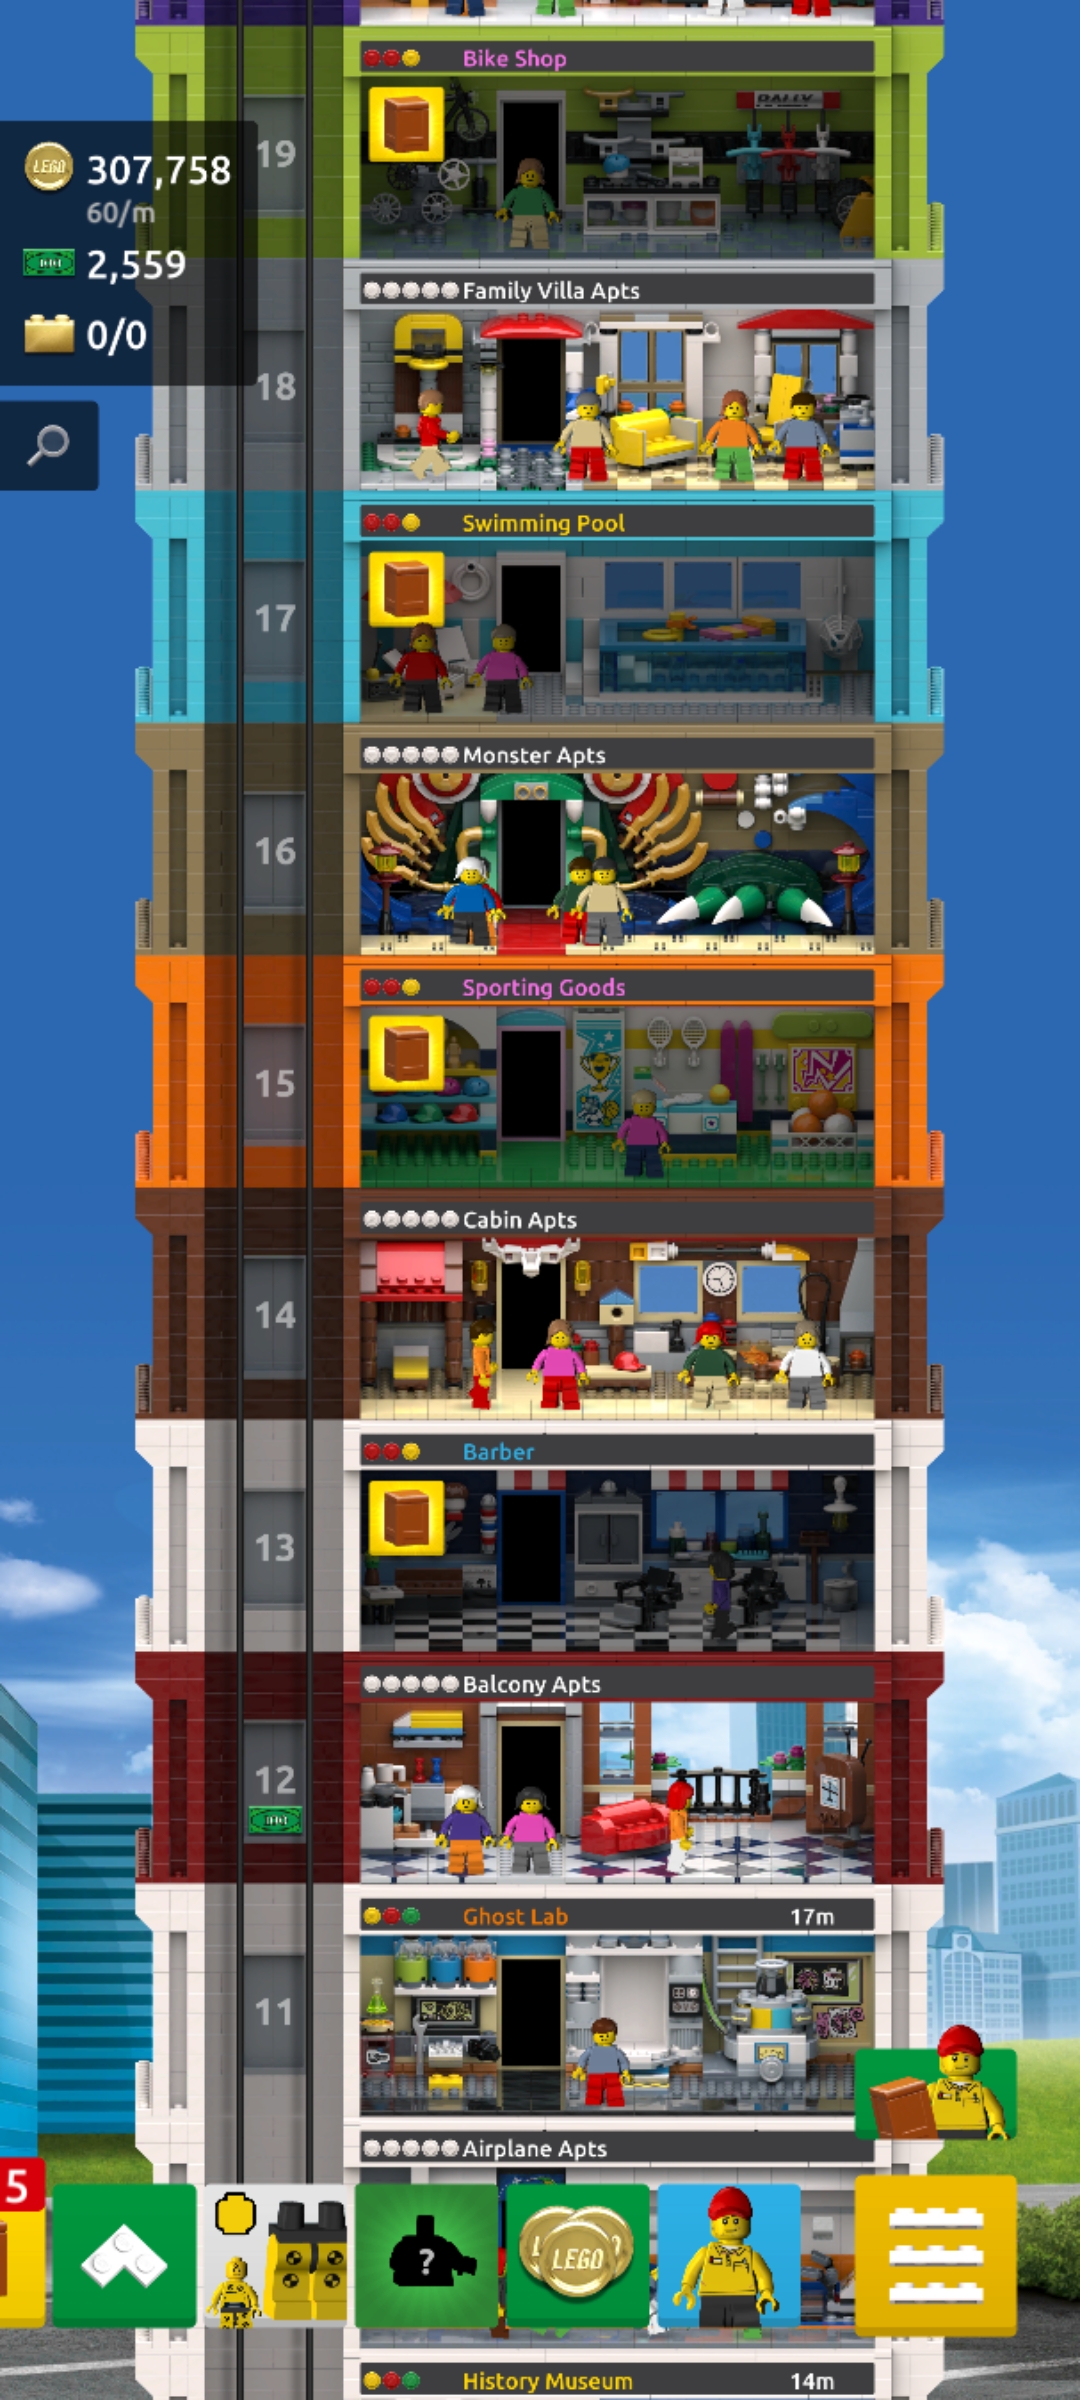 Bike Shop
RALLY
19
LEGO 307,758
60/m
2,559
0/0
Family Villa Apts
18
Swimming Pool
17
Monster Apts
16
Sporting Goods
15
Cabin Apts
14
Barber
13
Balcony Apts
12
Ghost Lab 17m
11
Airplane Apts
5
?
LEGO
History Museum 14m